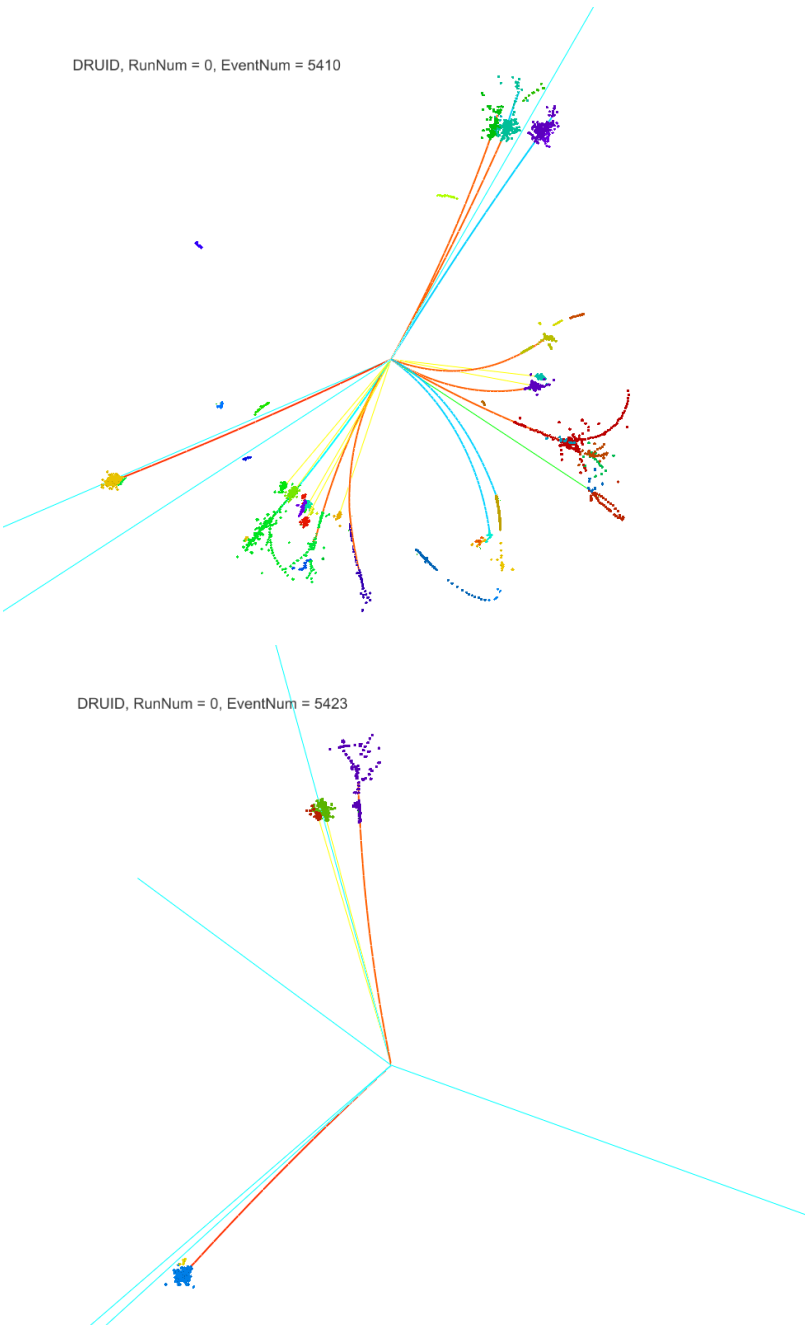 DRUID, RunNum = 0, EventNum = 5410
DRUID, RunNum = 0, EventNum = 5423